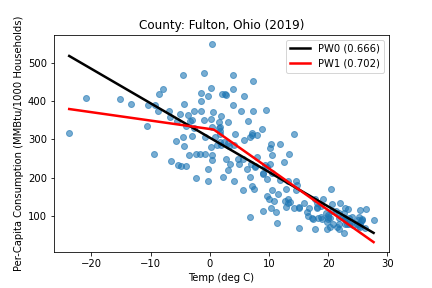 County: Fulton, Ohio (2019)
PW0 (0.666)
PW1 (0.702)
Per-Capita Consumption (MMBtu/1000 Households)
500
400
300
200
100
−20 −10 0 10 20 30
Temp (deg C)